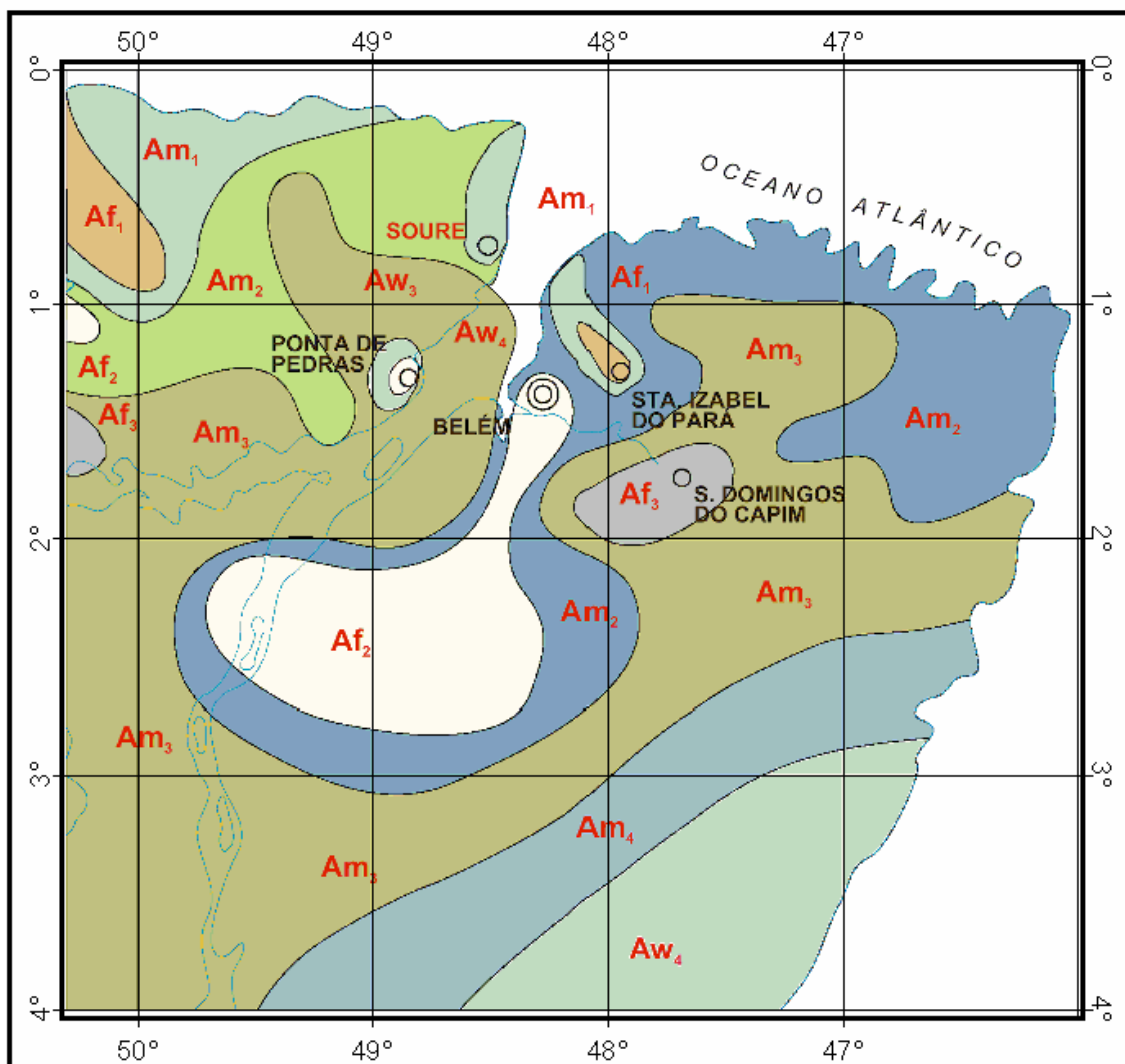 50° 49° 48° 47°
0° 0°
Am₁
OCEANO ATLÂNTICO
Am₁
Af₁
SOURE
Am₂
Aw₃
Af₁
1° 1°
Aw₄
PONTA DE
PEDRAS
Am₃
Af₂
STA. IZABEL
DO PARÁ
Af₃
Am₃
BELÉM
Am₂
Af₃
S. DOMINGOS
DO CAPIM
2° 2°
Am₃
Am₂
Af₂
Am₃
3° 3°
Am₄
Am₃
Aw₄
4° 4°
50° 49° 48° 47°